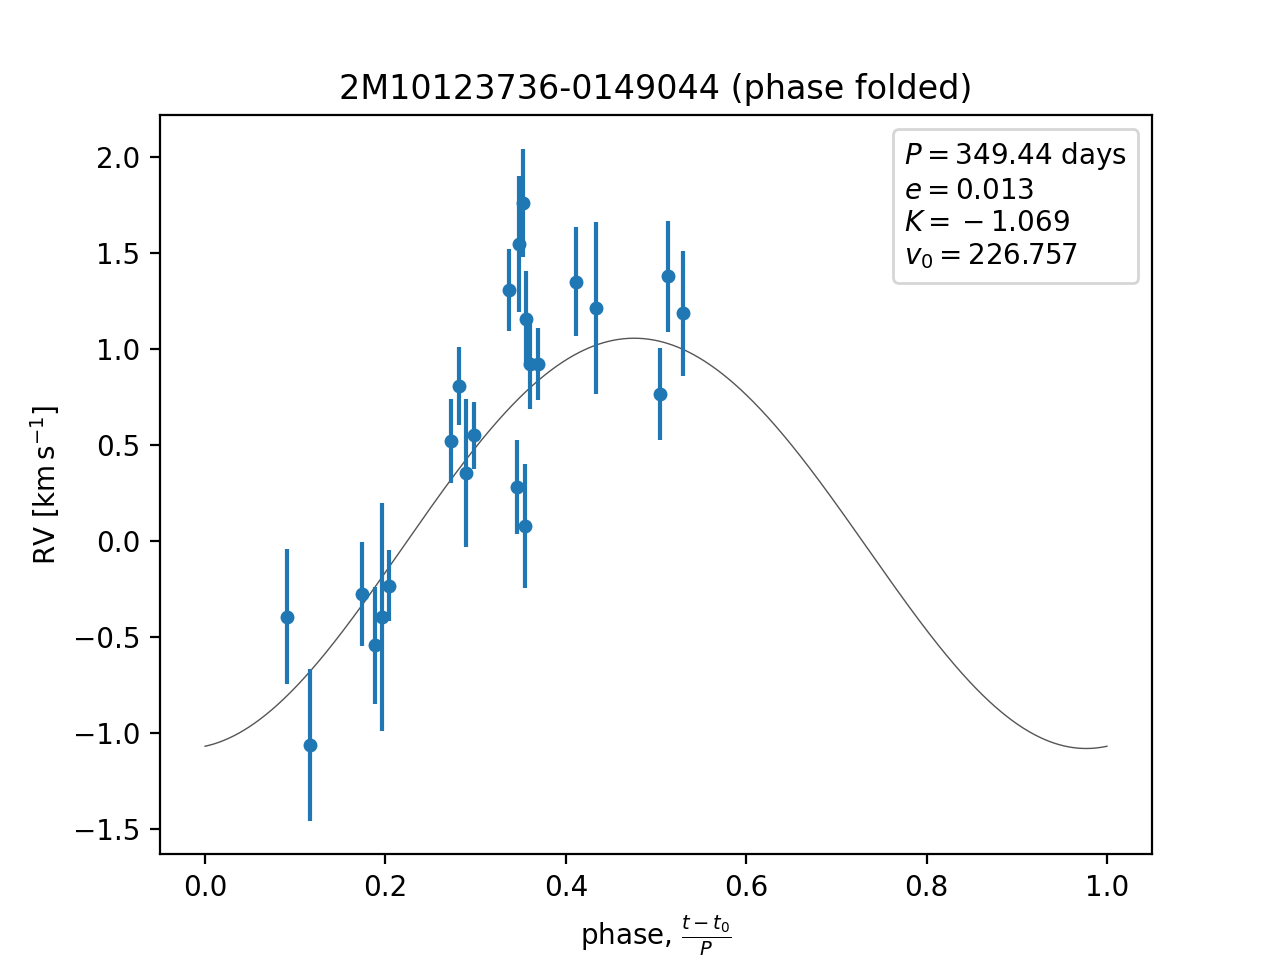 2M10123736-0149044 (phase folded)
P = 349.44 days
e = 0.013
K = −1.069
v₀ = 226.757
RV [km s⁻¹]
2.0
1.5
1.0
0.5
0.0
−0.5
−1.0
−1.5
0.0 0.2 0.4 0.6 0.8 1.0
phase, (t − t₀)/P